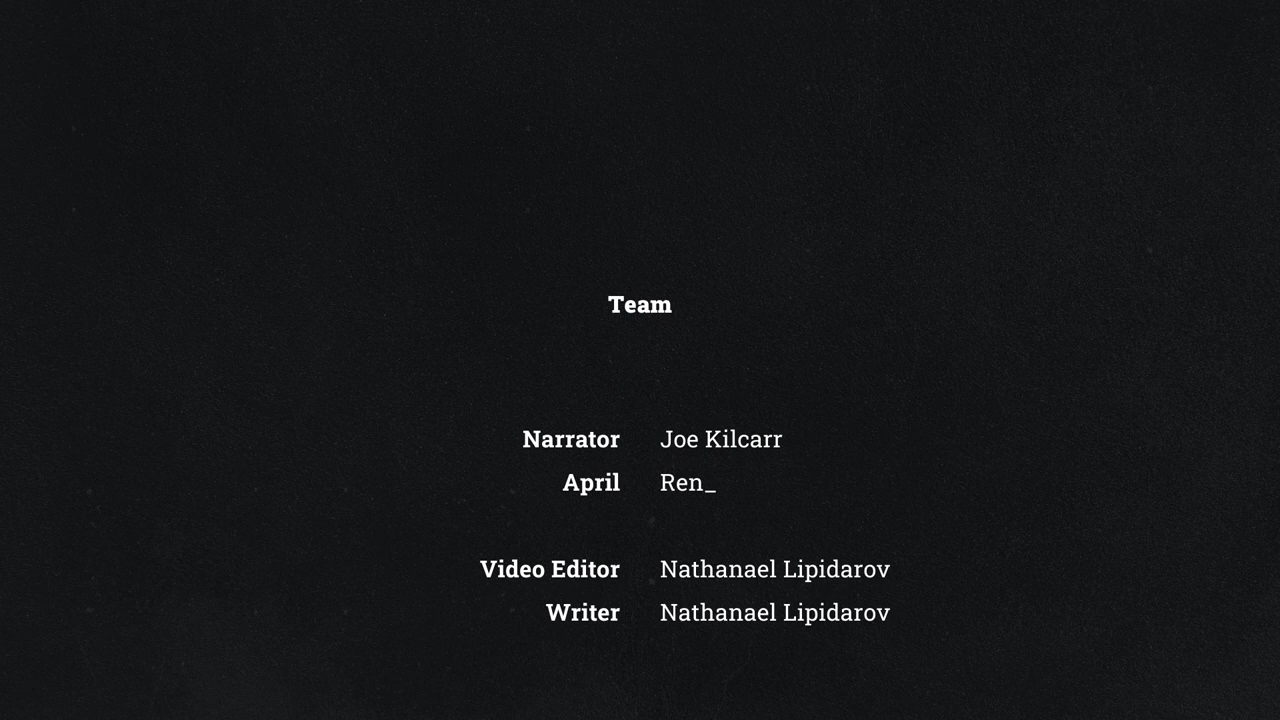 Team
Narrator Joe Kilcarr
April Ren_
Video Editor Nathanael Lipidarov
Writer Nathanael Lipidarov